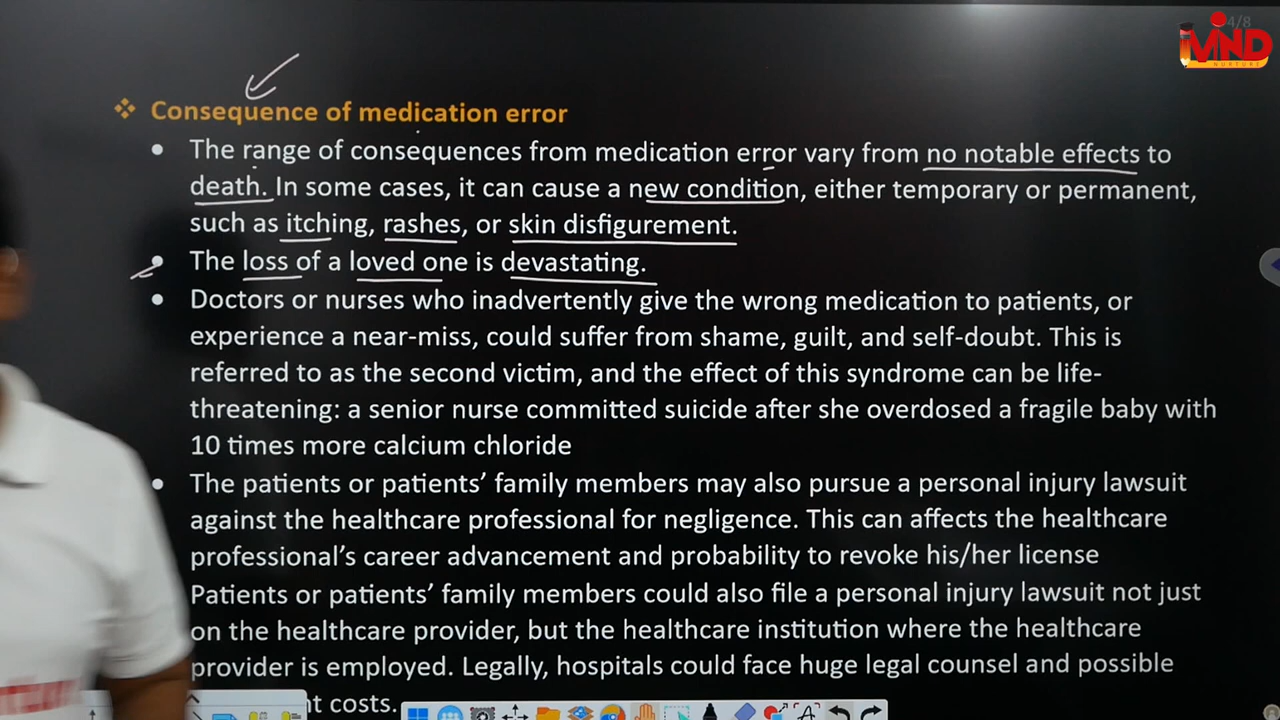 4/8
MIND
NURTURE
❖ Consequence of medication error
• The range of consequences from medication error vary from no notable effects to
death. In some cases, it can cause a new condition, either temporary or permanent,
such as itching, rashes, or skin disfigurement.
• The loss of a loved one is devastating.
• Doctors or nurses who inadvertently give the wrong medication to patients, or
experience a near-miss, could suffer from shame, guilt, and self-doubt. This is
referred to as the second victim, and the effect of this syndrome can be life-
threatening: a senior nurse committed suicide after she overdosed a fragile baby with
10 times more calcium chloride
• The patients or patients’ family members may also pursue a personal injury lawsuit
against the healthcare professional for negligence. This can affects the healthcare
professional’s career advancement and probability to revoke his/her license
Patients or patients’ family members could also file a personal injury lawsuit not just
on the healthcare provider, but the healthcare institution where the healthcare
provider is employed. Legally, hospitals could face huge legal counsel and possible
costs.